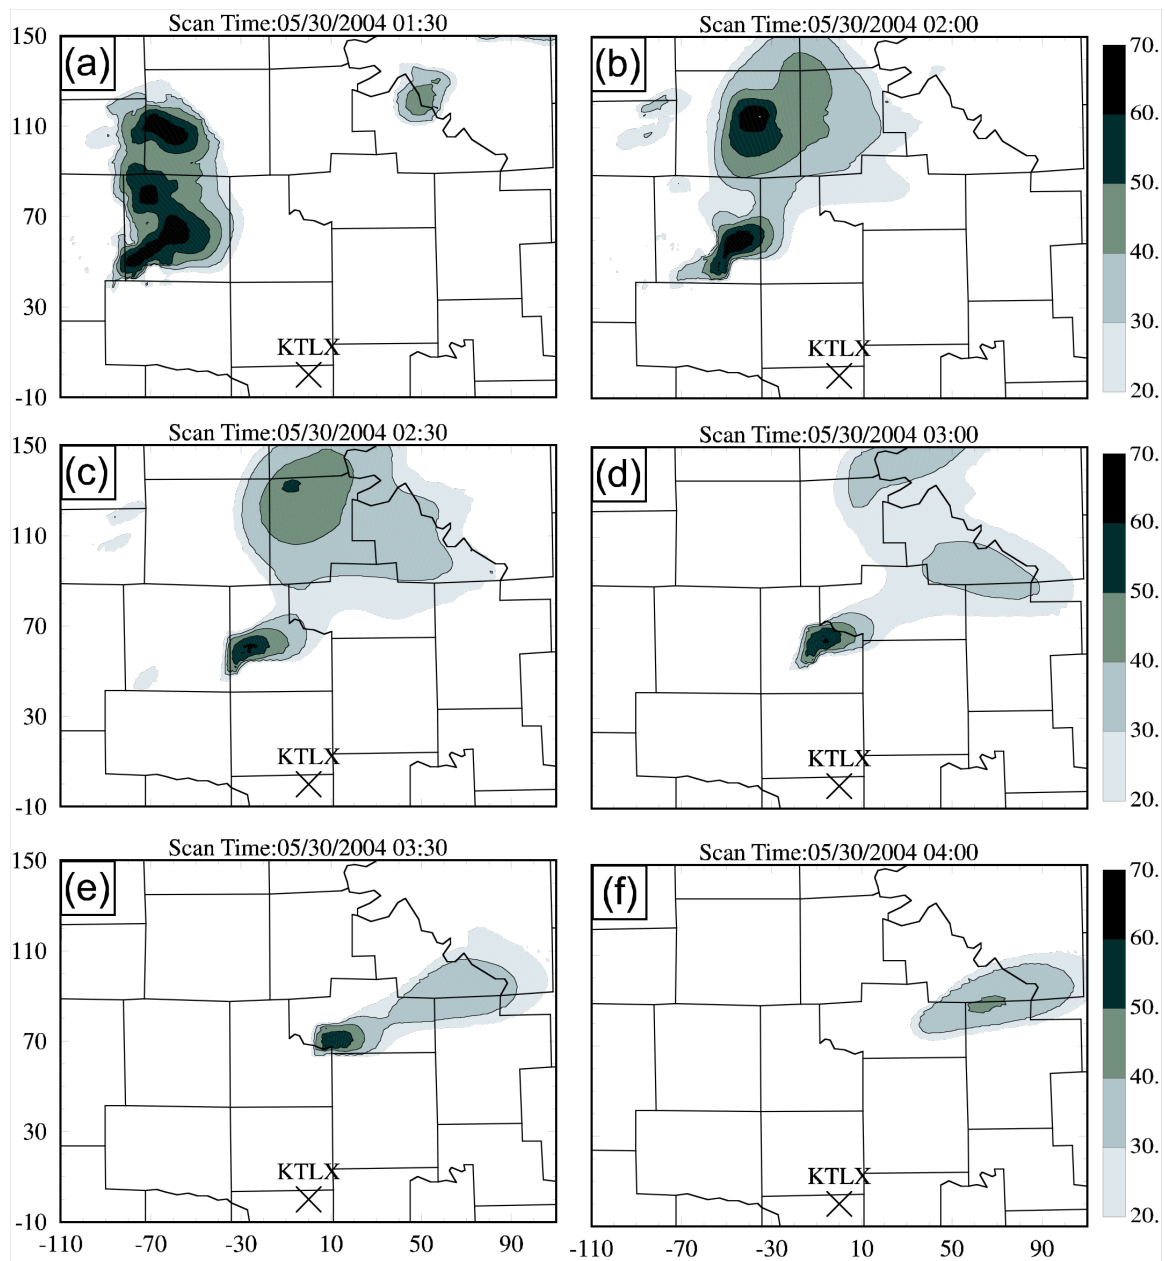 Scan Time:05/30/2004 01:30
Scan Time:05/30/2004 02:00
150
110
70
30
-10
(a)
KTLX
(b)
KTLX
70.
60.
50.
40.
30.
20.
Scan Time:05/30/2004 02:30
Scan Time:05/30/2004 03:00
150
110
70
30
-10
(c)
KTLX
(d)
KTLX
70.
60.
50.
40.
30.
20.
Scan Time:05/30/2004 03:30
Scan Time:05/30/2004 04:00
150
110
70
30
-10
(e)
KTLX
(f)
KTLX
70.
60.
50.
40.
30.
20.
-110 -70 -30 10 50 90
-110 -70 -30 10 50 90